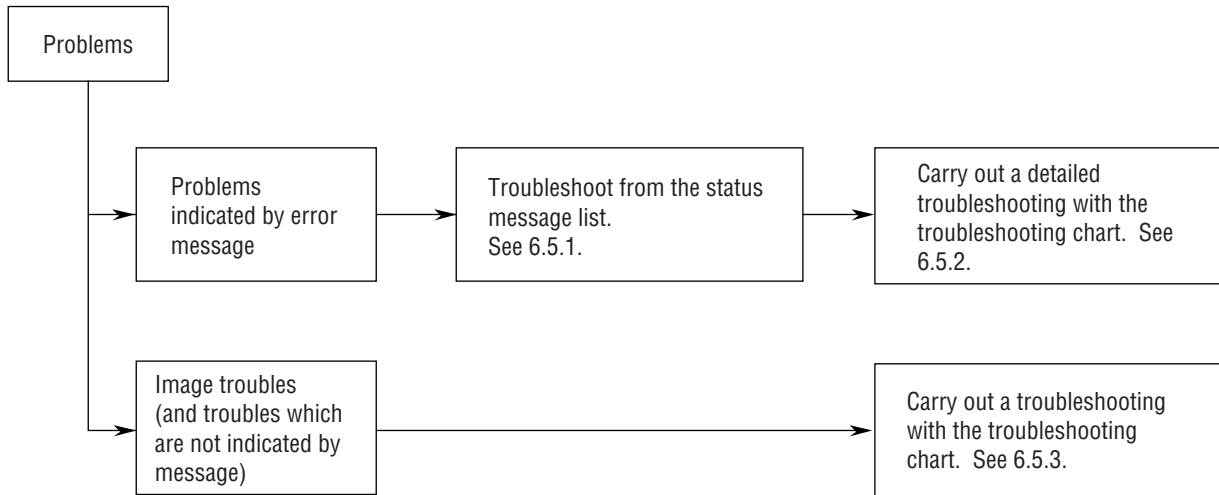 Problems
Problems
indicated by error
message
Troubleshoot from the status
message list.
See 6.5.1.
Carry out a detailed
troubleshooting with the
troubleshooting chart.  See
6.5.2.
Image troubles
(and troubles which
are not indicated by
message)
Carry out a troubleshooting
with the troubleshooting
chart.  See 6.5.3.